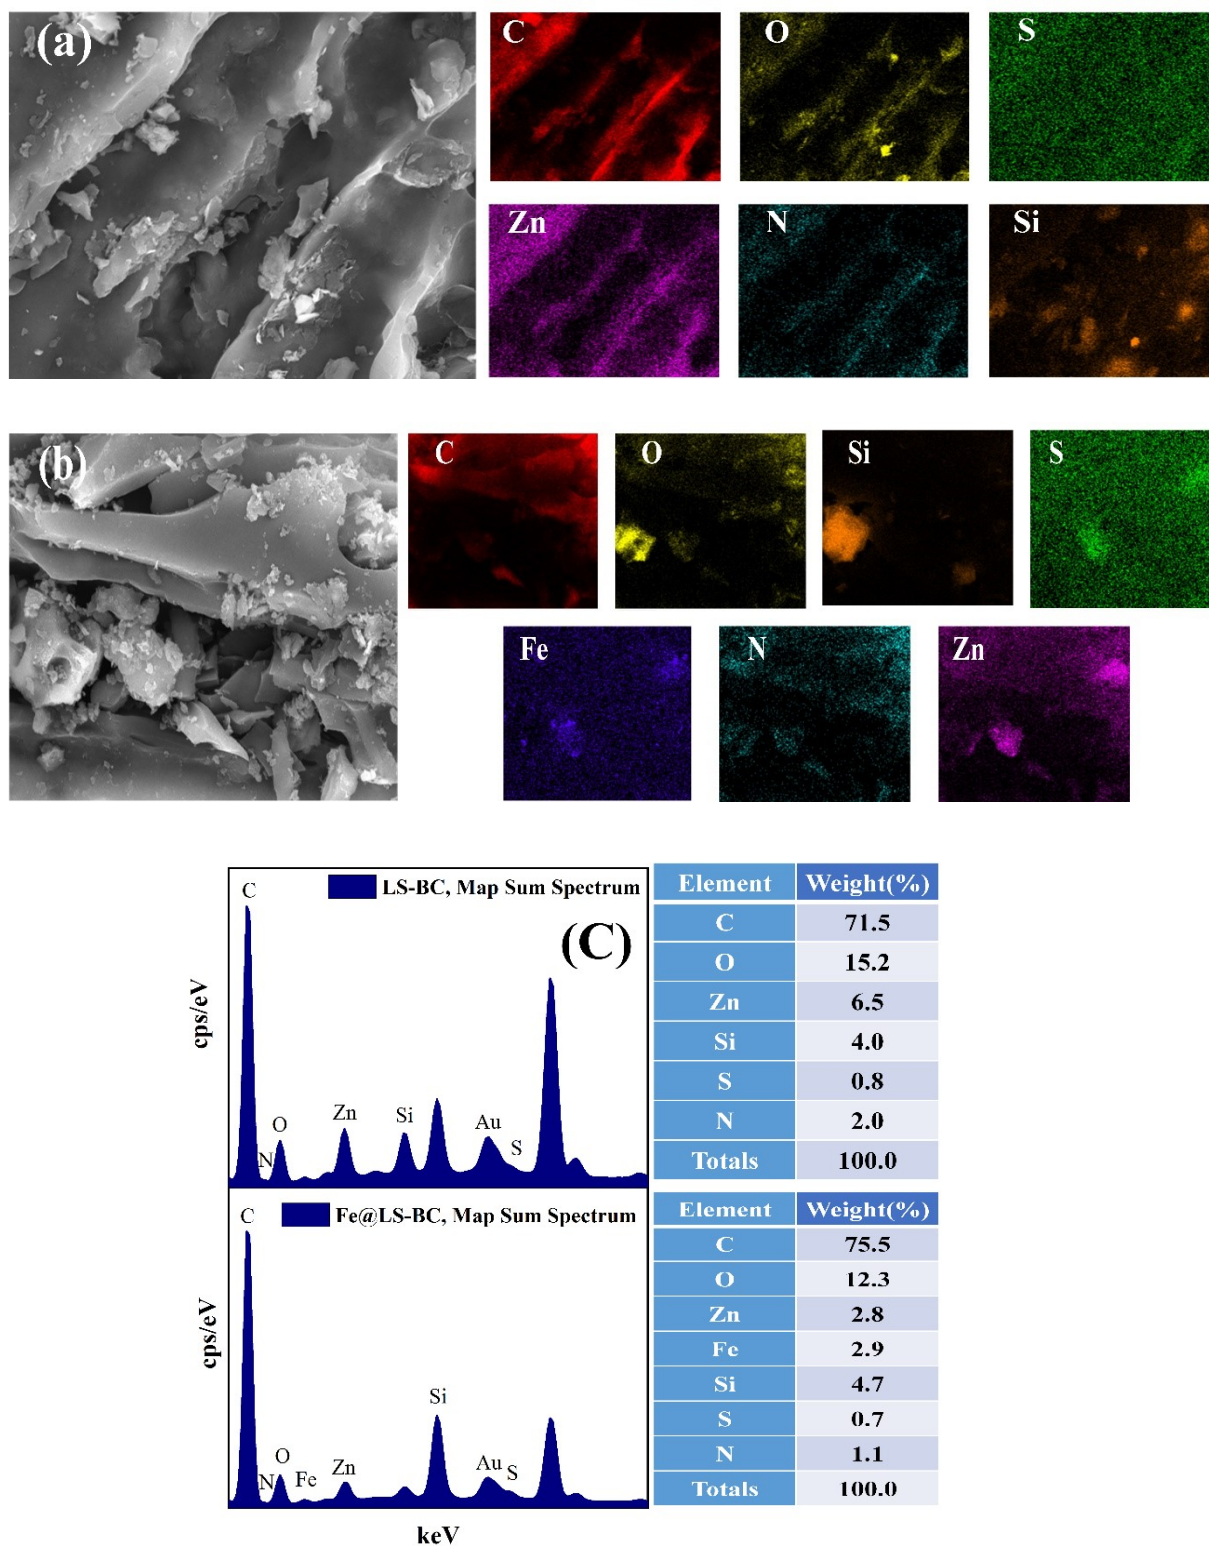 (a)
C
O
S
Zn
N
Si
(b)
C
O
Si
S
Fe
N
Zn
C
LS-BC, Map Sum Spectrum
(C)
cps/eV
N
O
Zn
Si
Au
S
Element Weight(%)
C 71.5
O 15.2
Zn 6.5
Si 4.0
S 0.8
N 2.0
Totals 100.0
C
Fe@LS-BC, Map Sum Spectrum
cps/eV
N
O
Fe
Zn
Si
Au
S
keV
Element Weight(%)
C 75.5
O 12.3
Zn 2.8
Fe 2.9
Si 4.7
S 0.7
N 1.1
Totals 100.0